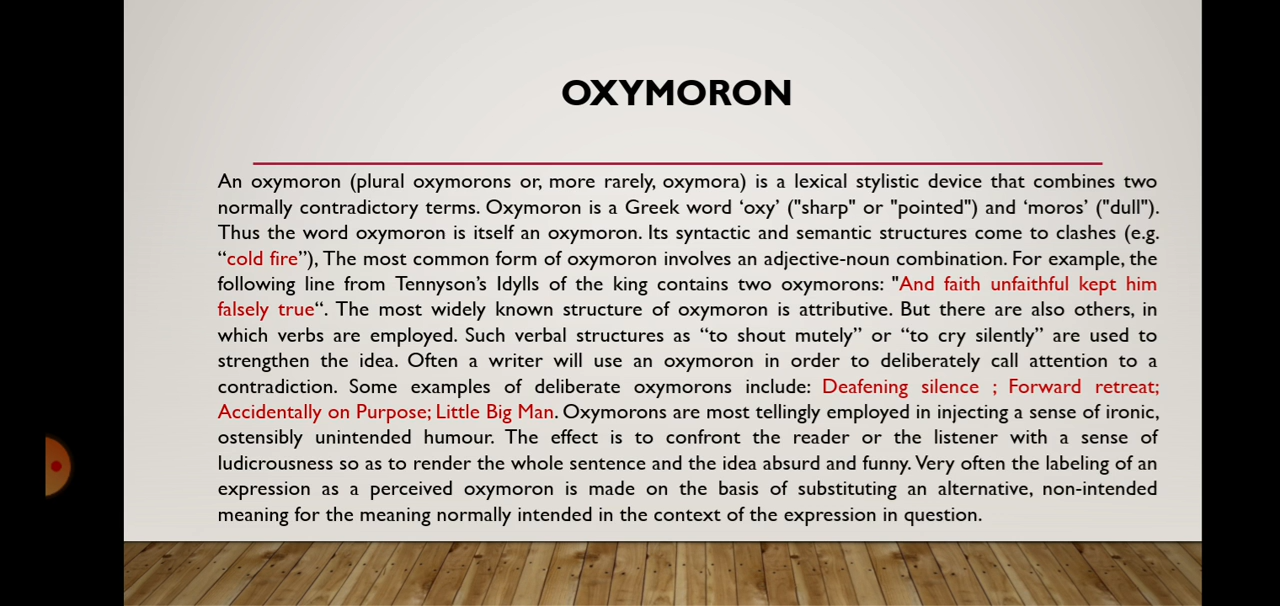 OXYMORON
An oxymoron (plural oxymorons or, more rarely, oxymora) is a lexical stylistic device that combines two
normally contradictory terms. Oxymoron is a Greek word ‘oxy’ ("sharp" or "pointed") and ‘moros’ ("dull").
Thus the word oxymoron is itself an oxymoron. Its syntactic and semantic structures come to clashes (e.g.
“cold fire”), The most common form of oxymoron involves an adjective-noun combination. For example, the
following line from Tennyson’s Idylls of the king contains two oxymorons: "And faith unfaithful kept him
falsely true“. The most widely known structure of oxymoron is attributive. But there are also others, in
which verbs are employed. Such verbal structures as “to shout mutely” or “to cry silently” are used to
strengthen the idea. Often a writer will use an oxymoron in order to deliberately call attention to a
contradiction. Some examples of deliberate oxymorons include: Deafening silence ; Forward retreat;
Accidentally on Purpose; Little Big Man. Oxymorons are most tellingly employed in injecting a sense of ironic,
ostensibly unintended humour. The effect is to confront the reader or the listener with a sense of
ludicrousness so as to render the whole sentence and the idea absurd and funny. Very often the labeling of an
expression as a perceived oxymoron is made on the basis of substituting an alternative, non-intended
meaning for the meaning normally intended in the context of the expression in question.